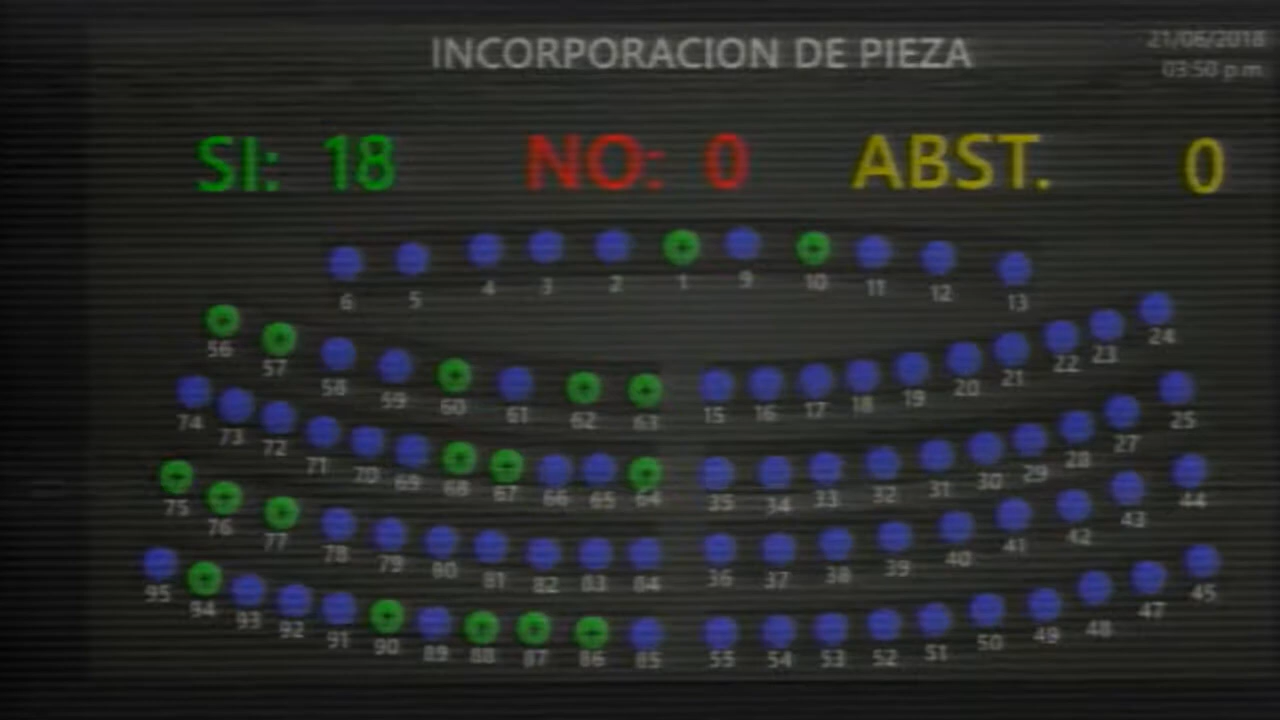 INCORPORACION DE PIEZA
21/06/2018
03:50 p.m.
SI: 18 NO: 0 ABST. 0
6 5 4 3 2 1 9 10 11 12 13
56 57 58 59 60 61 62 63 15 16 17 18 19 20 21 22 23 24
74 73 72 71 70 69 68 67 66 65 64 35 34 33 32 31 30 29 28 27 25
75 76 77 78 79 80 81 82 83 84 36 37 38 39 40 41 42 43 44
95 94 93 92 91 90 89 88 87 86 85 55 54 53 52 51 50 49 48 47 45